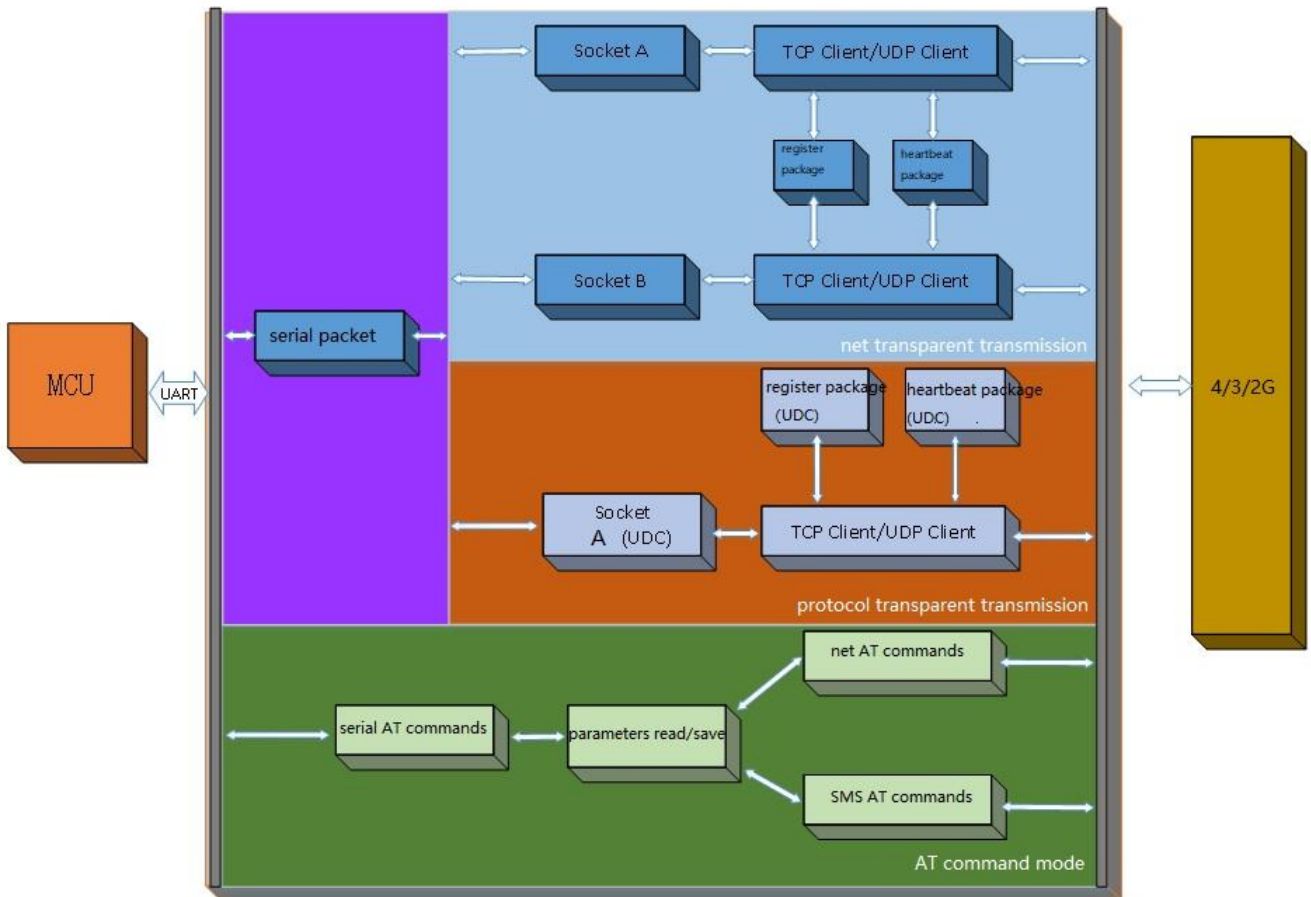 Socket A
TCP Client/UDP Client
register
package
heartbeat
package
Socket B
TCP Client/UDP Client
serial packet
net transparent transmission
MCU
UART
4/3/2G
register package
(UDC)
heartbeat package
(UDC) .
Socket
A (UDC)
TCP Client/UDP Client
protocol transparent transmission
net AT commands
serial AT commands
parameters read/save
SMS AT commands
AT command mode